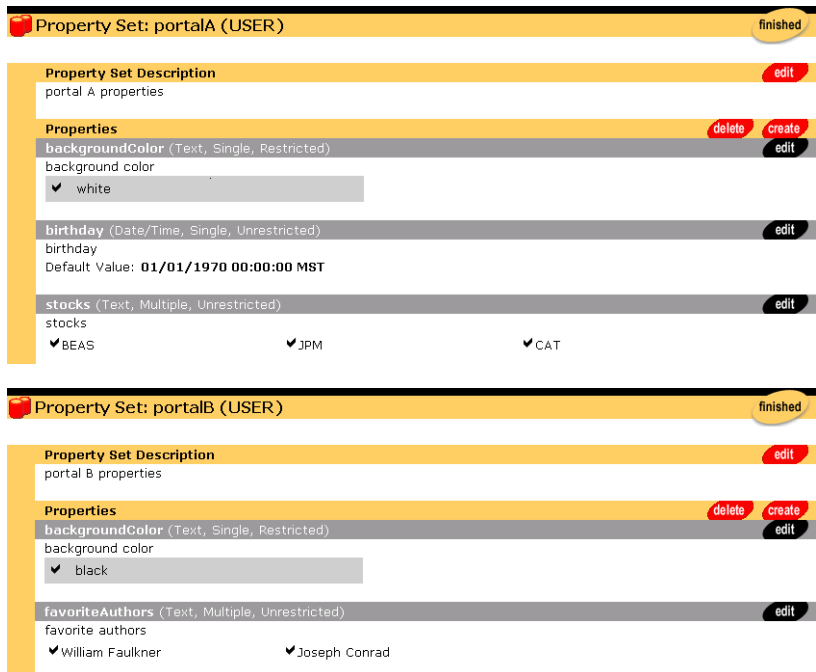 Property Set: portalA (USER) finished
Property Set Description edit
portal A properties
Properties delete create
backgroundColor (Text, Single, Restricted) edit
background color
white
birthday (Date/Time, Single, Unrestricted) edit
birthday
Default Value: 01/01/1970 00:00:00 MST
stocks (Text, Multiple, Unrestricted) edit
stocks
BEAS JPM CAT
Property Set: portalB (USER) finished
Property Set Description edit
portal B properties
Properties delete create
backgroundColor (Text, Single, Restricted) edit
background color
black
favoriteAuthors (Text, Multiple, Unrestricted) edit
favorite authors
William Faulkner Joseph Conrad